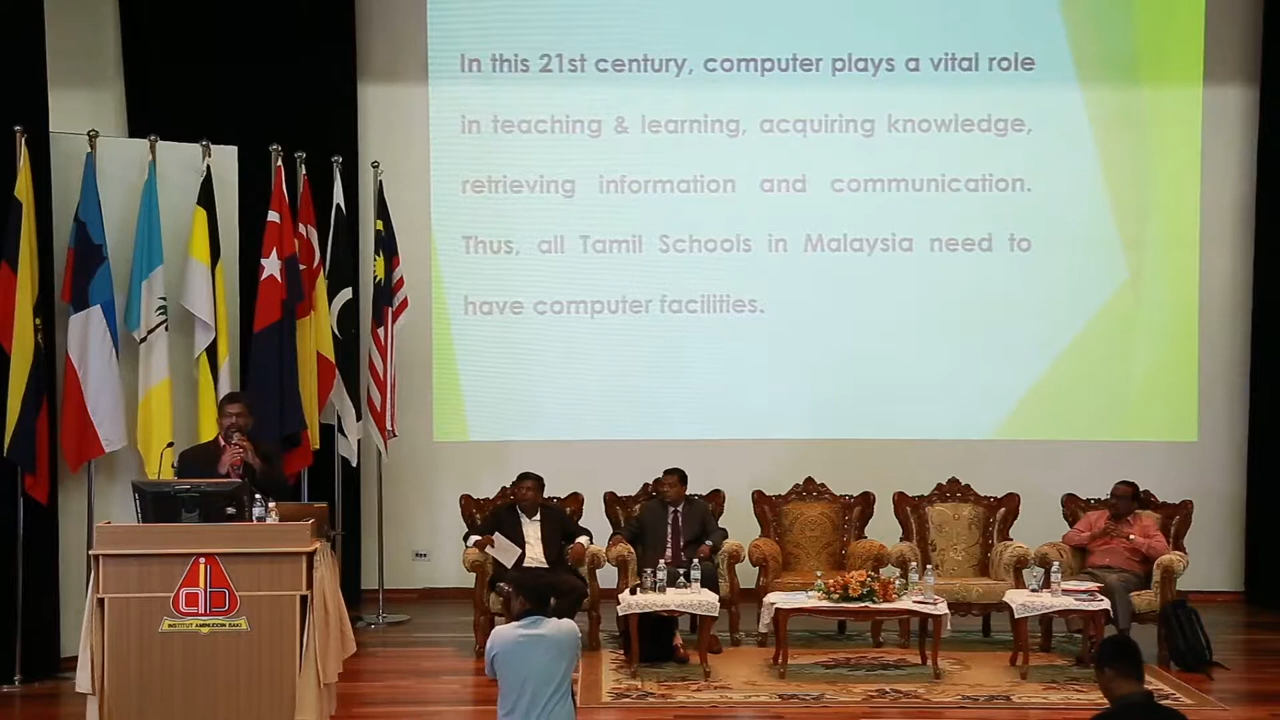 In this 21st century, computer plays a vital role
in teaching & learning, acquiring knowledge,
retrieving information and communication.
Thus, all Tamil Schools in Malaysia need to
have computer facilities.
INSTITUT AMINUDDIN BAKI